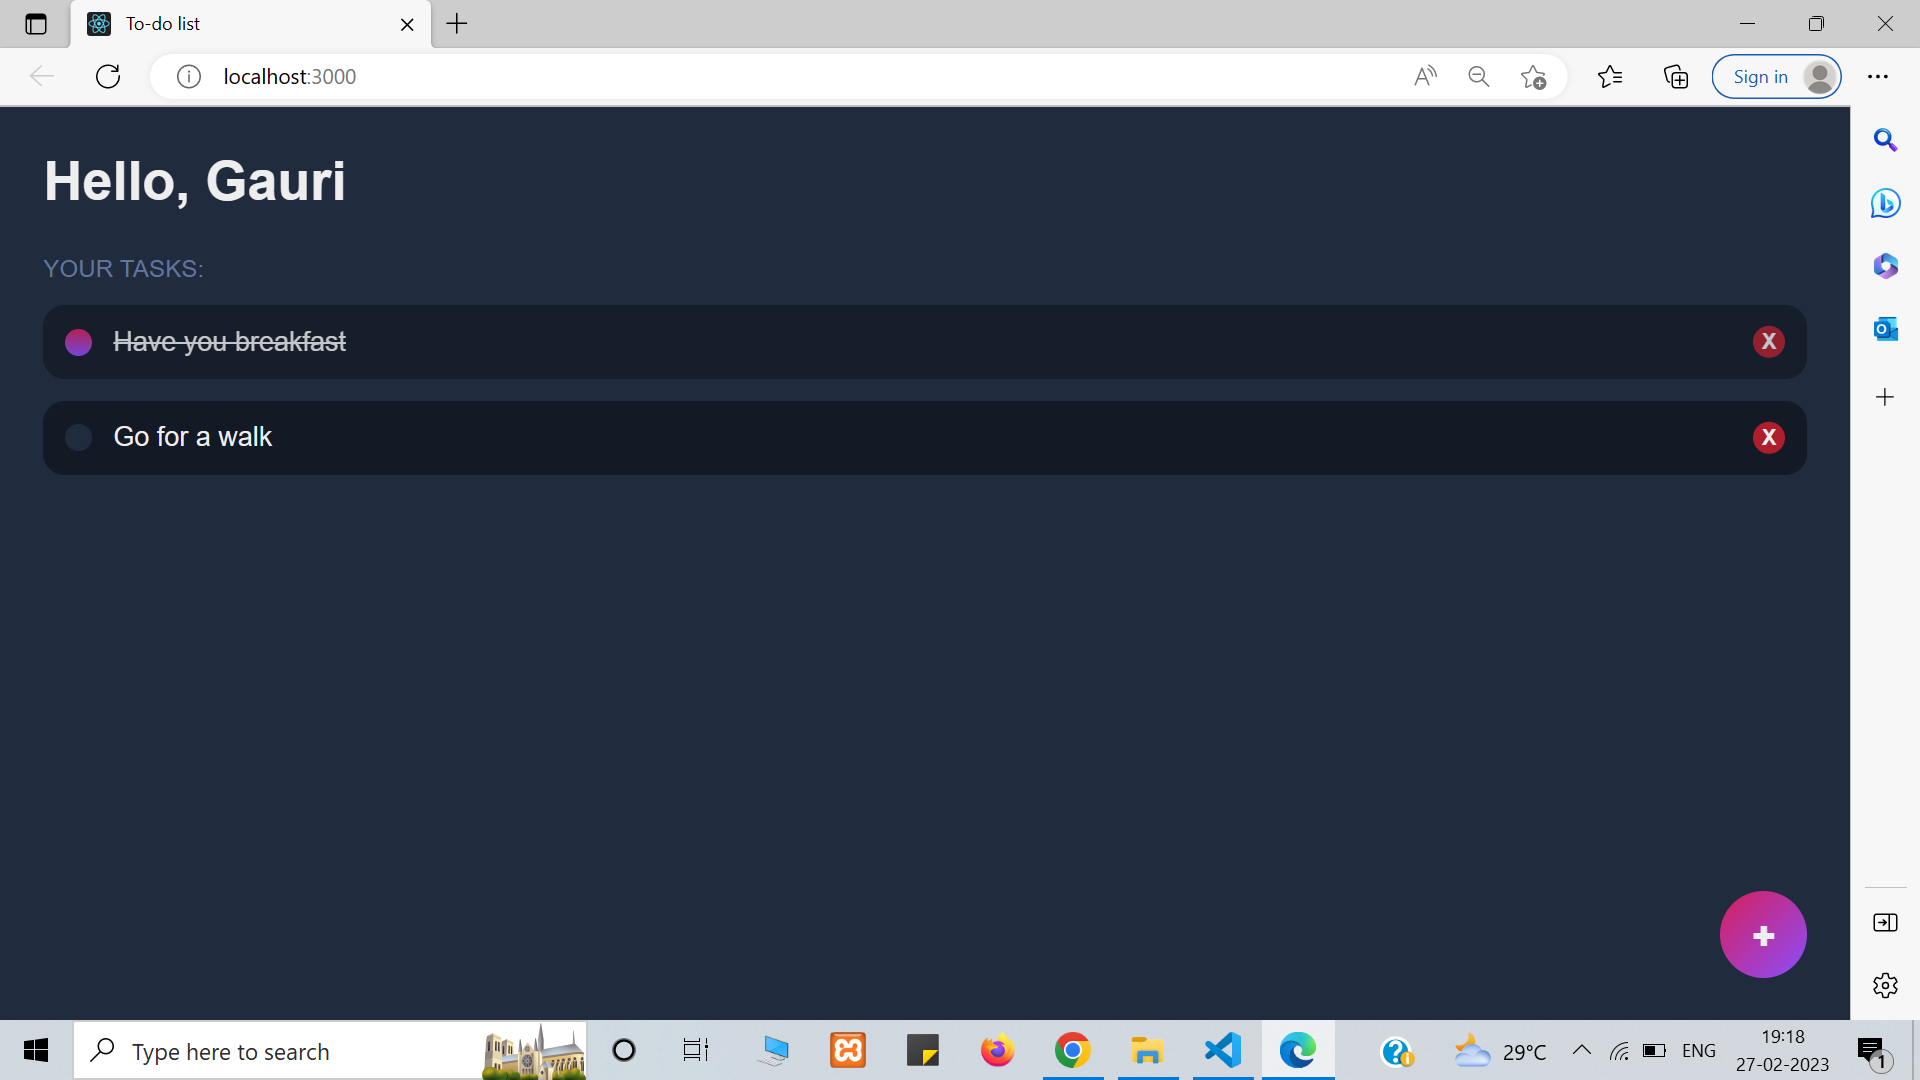 To-do list
localhost:3000
Sign in
Hello, Gauri
YOUR TASKS:
Have you breakfast
X
Go for a walk
X
+
Type here to search
29°C
ENG
19:18
27-02-2023
1